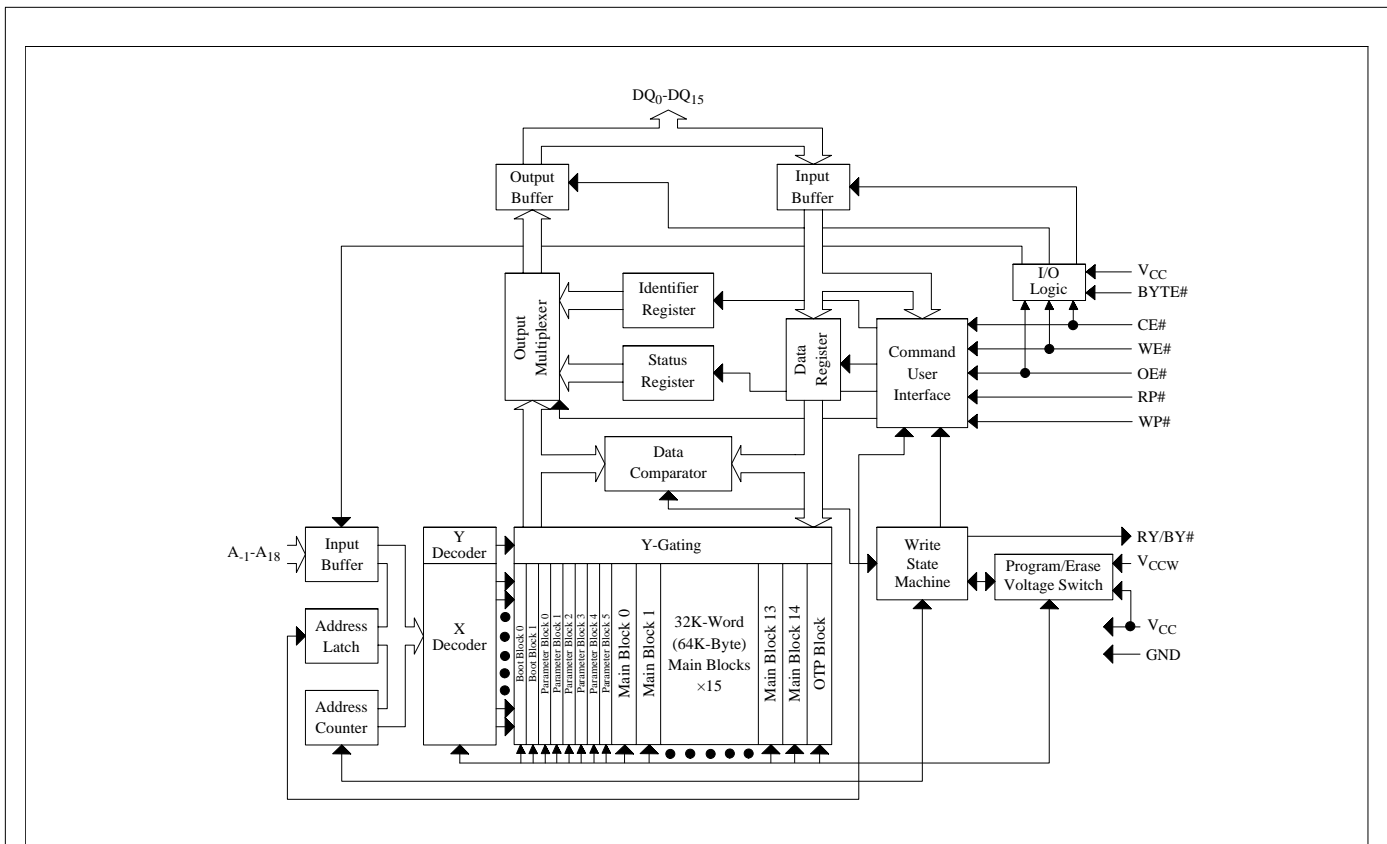 DQ0-DQ15
Output
Buffer
Input
Buffer
I/O
Logic
VCC
BYTE#
Identifier
Register
Output
Multiplexer
Status
Register
Data
Register
Command
User
Interface
CE#
WE#
OE#
RP#
WP#
Data
Comparator
A-1-A18
Input
Buffer
Y
Decoder
Y-Gating
Write
State
Machine
RY/BY#
Program/Erase
Voltage Switch
VCCW
VCC
GND
Address
Latch
X
Decoder
Address
Counter
Boot Block 0
Boot Block 1
Parameter Block 0
Parameter Block 1
Parameter Block 2
Parameter Block 3
Parameter Block 4
Parameter Block 5
Main Block 0
Main Block 1
32K-Word
(64K-Byte)
Main Blocks
×15
Main Block 13
Main Block 14
OTP Block